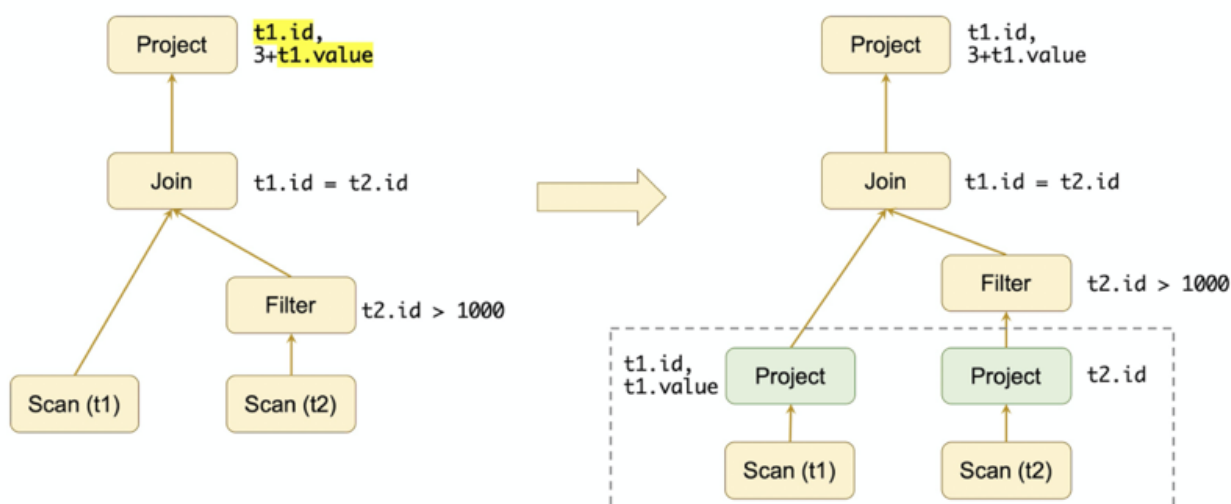 Project
t1.id,
3+t1.value
Join
t1.id = t2.id
Filter
t2.id > 1000
Scan (t1)
Scan (t2)
Project
t1.id,
3+t1.value
Join
t1.id = t2.id
Filter
t2.id > 1000
t1.id,
t1.value
Project
Project
t2.id
Scan (t1)
Scan (t2)